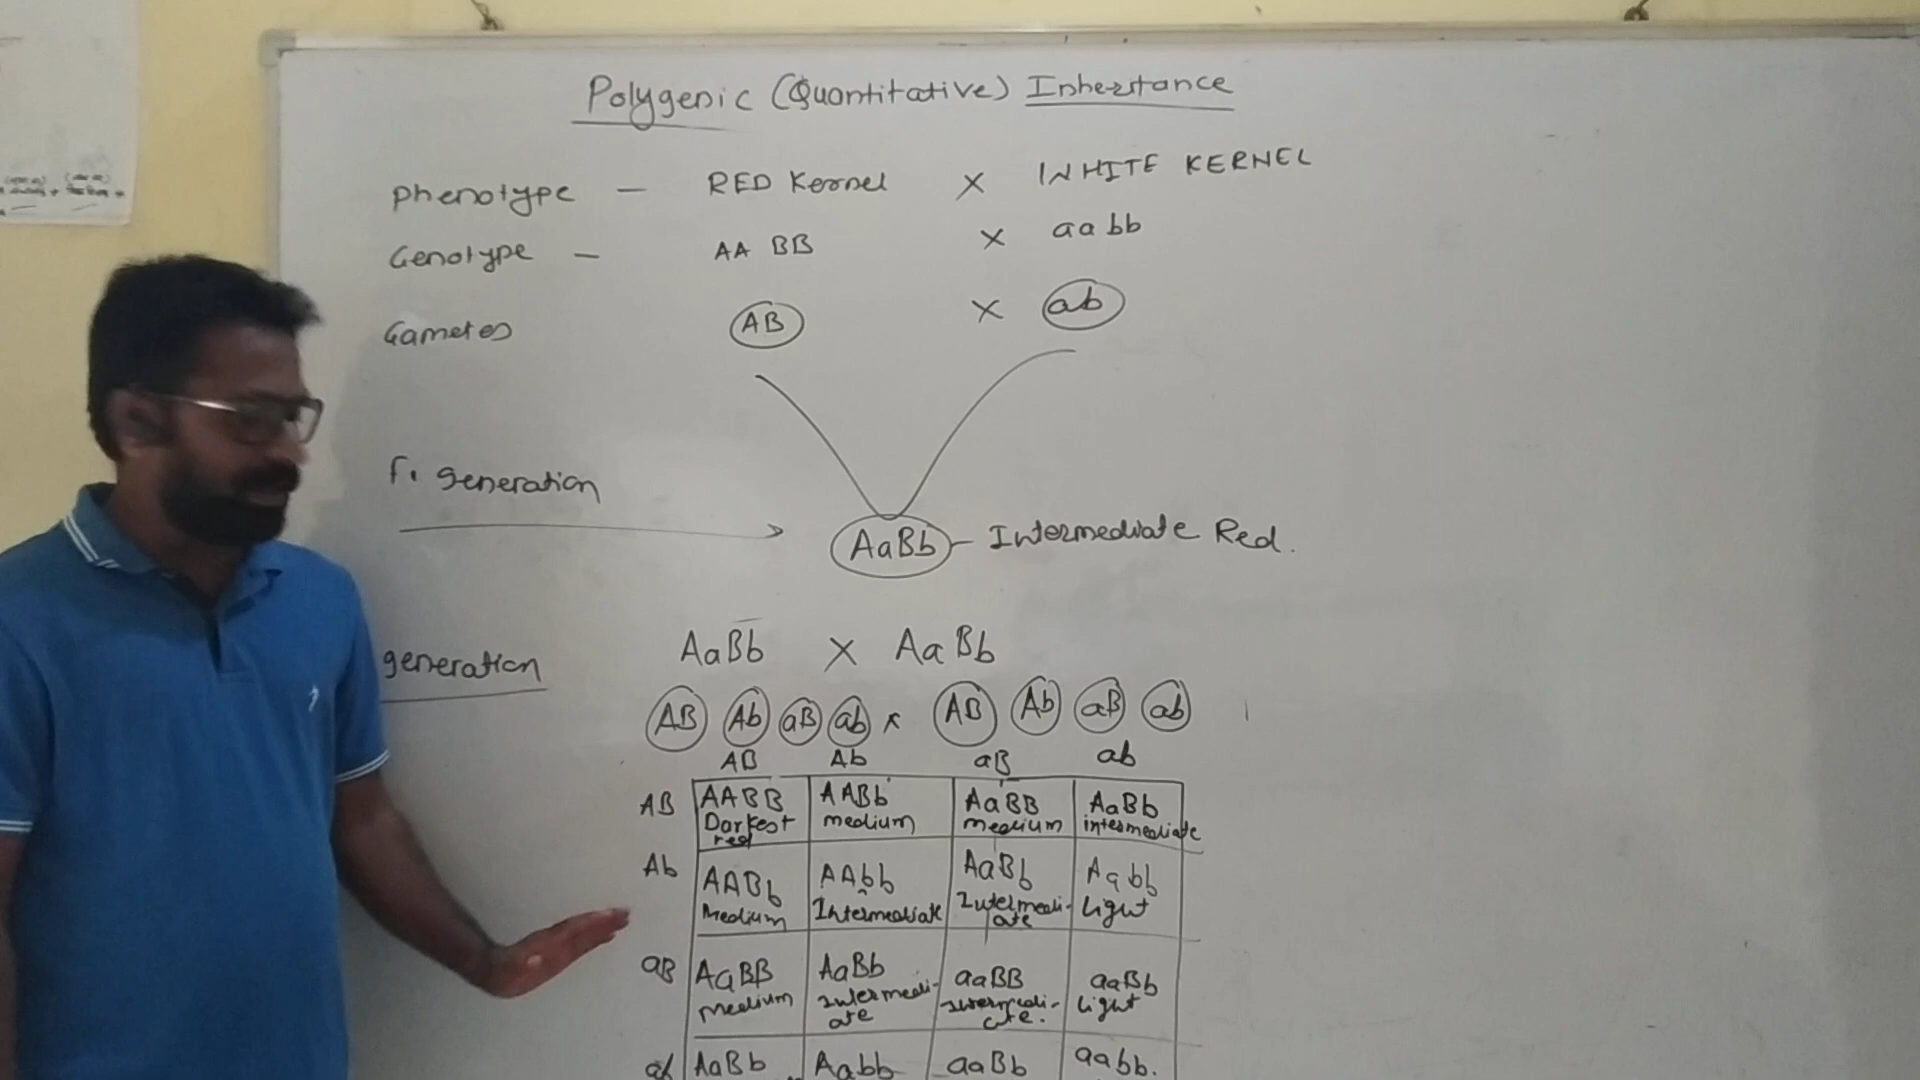 Polygenic (Quantitative) Inheritance
Phenotype — RED Kernel × WHITE KERNEL
Genotype — AA BB × aa bb
Gametes AB × ab
F1 generation
AaBb – Intermediate Red.
generation AaBb × AaBb
AB Ab aB ab × AB Ab aB ab
AB Ab aB ab
AB AABB AABb AaBB AaBb
Darkest red medium medium intermediate
Ab AABb AAbb AaBb Aabb
Medium Intermediate Intermediate Light
aB AaBB AaBb aaBB aaBb
medium Intermediate Intermediate. Light
ab AaBb Aabb aaBb aabb.